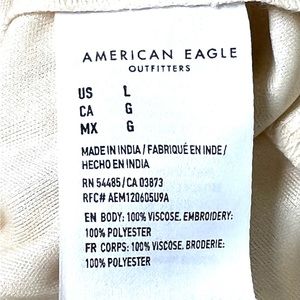 AMERICAN EAGLE
OUTFITTERS
US L
CA G
MX G
MADE IN INDIA / FABRIQUÉ EN INDE /
HECHO EN INDIA
RN 54485 / CA 03873
RFC# AEM120605U9A
EN BODY: 100% VISCOSE, EMBROIDERY:
100% POLYESTER
FR CORPS: 100% VISCOSE, BRODERIE:
100% POLYESTER